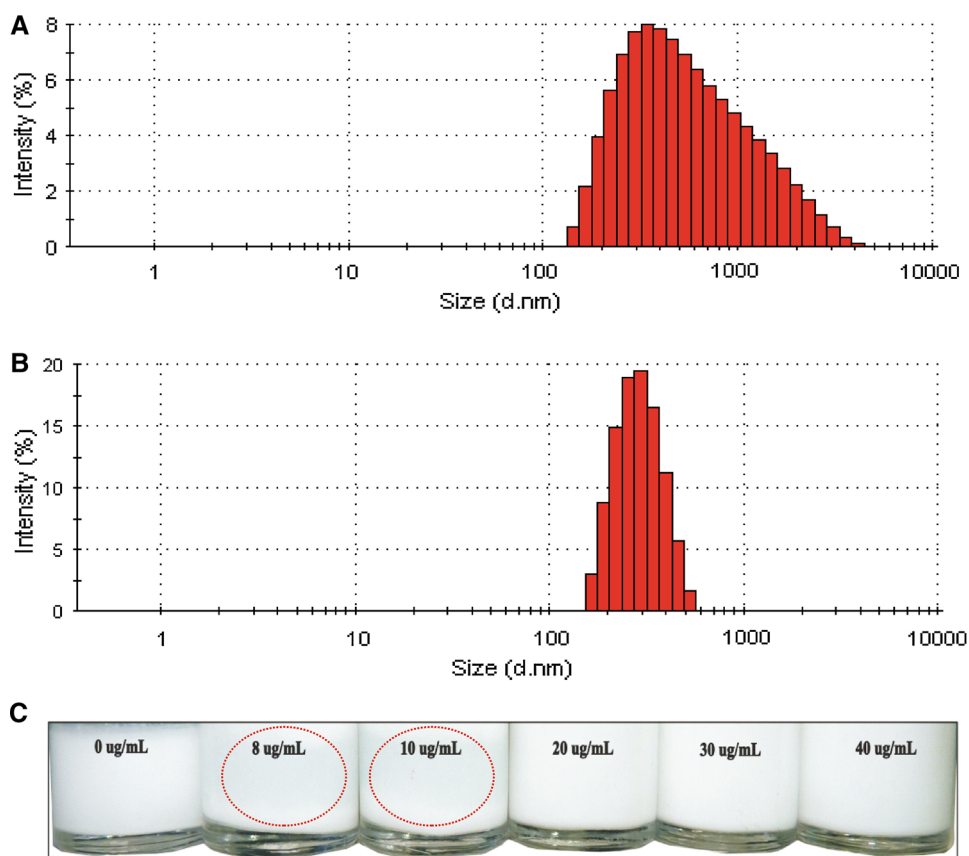 A
Intensity (%)
8
6
4
2
0
1 10 100 1000 10000
Size (d.nm)
B
Intensity (%)
20
15
10
5
0
1 10 100 1000 10000
Size (d.nm)
C
0 ug/mL 8 ug/mL 10 ug/mL 20 ug/mL 30 ug/mL 40 ug/mL